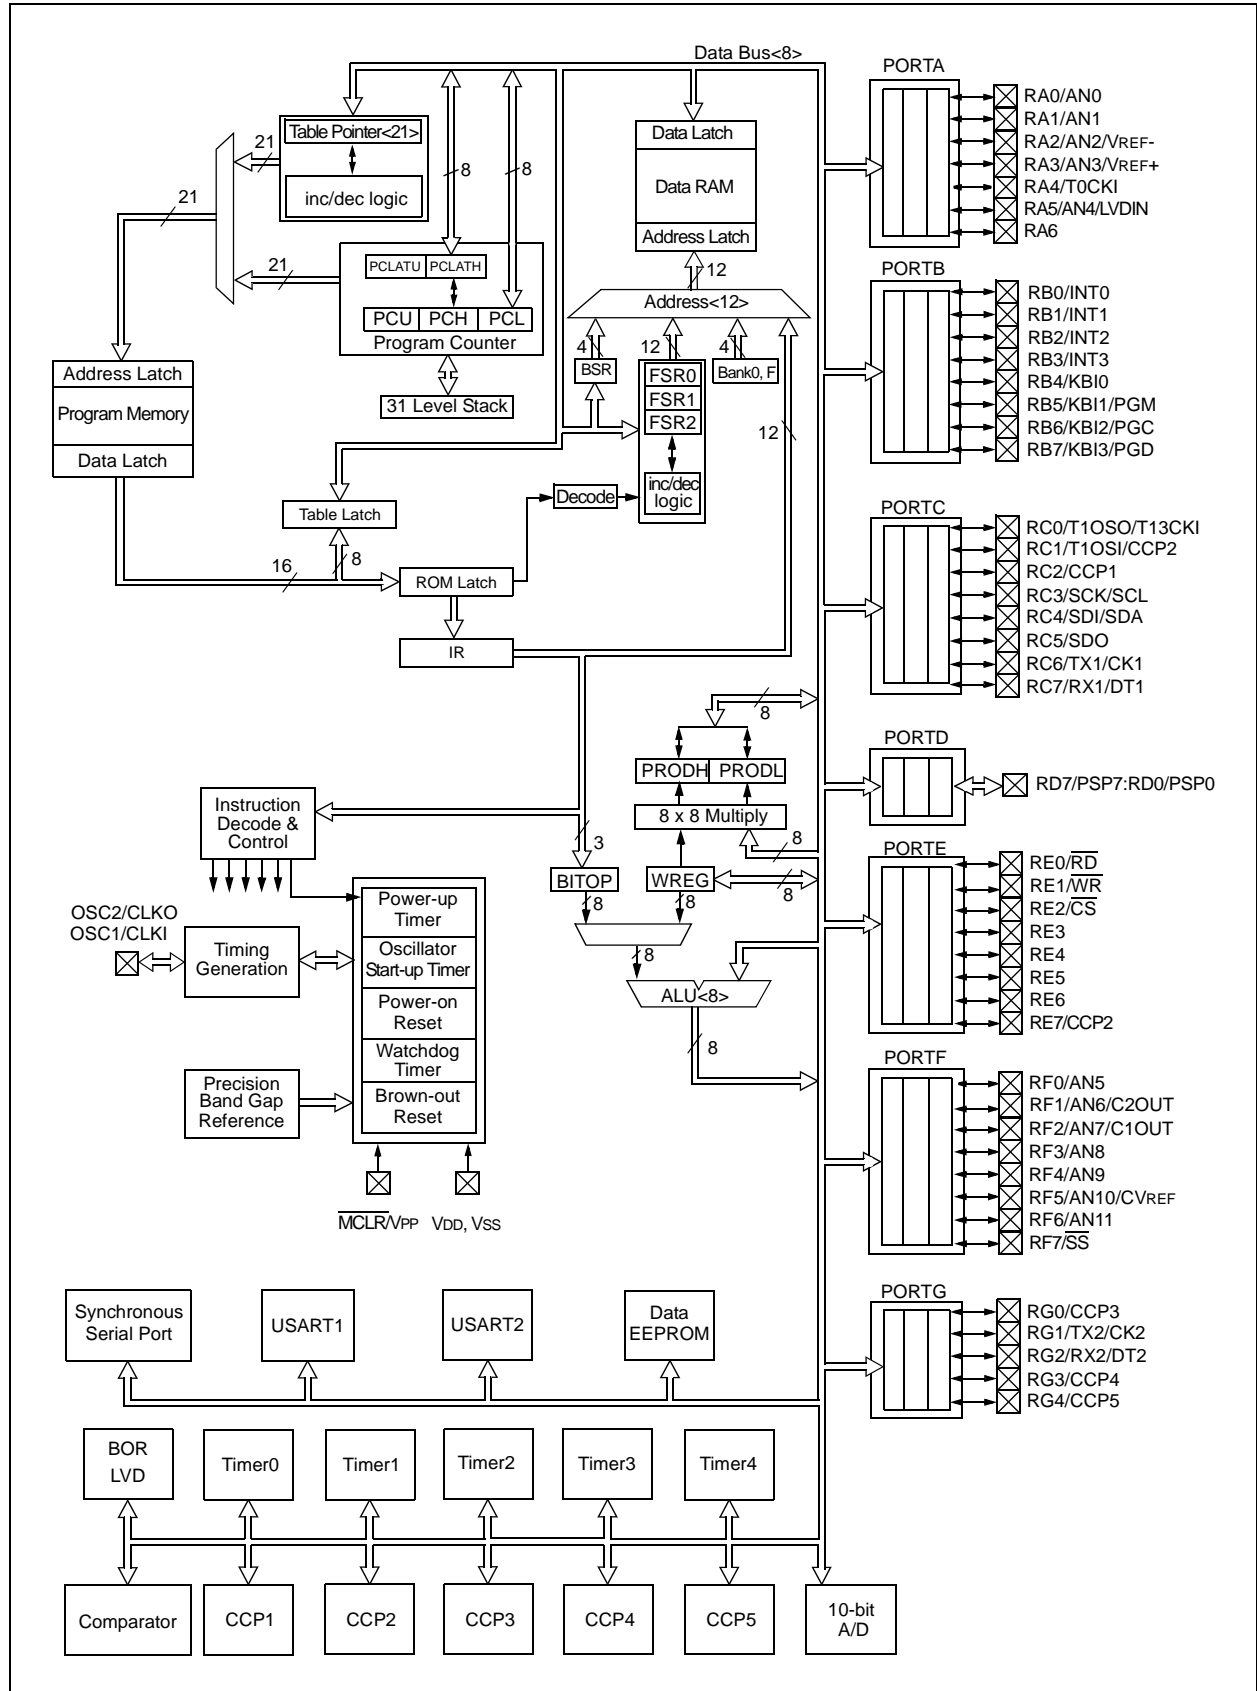 Data Bus<8>
Table Pointer<21>
inc/dec logic
21
21
21
8
8
PCLATU
PCLATH
PCU
PCH
PCL
Program Counter
31 Level Stack
Data Latch
Data RAM
Address Latch
12
Address<12>
4
12
4
BSR
FSR0
FSR1
FSR2
Bank0, F
inc/dec
logic
12
Address Latch
Program Memory
Data Latch
Table Latch
Decode
16
8
ROM Latch
IR
8
PRODH
PRODL
8 x 8 Multiply
8
3
BITOP
WREG
8
8
8
8
ALU<8>
8
Instruction
Decode &
Control
OSC2/CLKO
OSC1/CLKI
Timing
Generation
Power-up
Timer
Oscillator
Start-up Timer
Power-on
Reset
Watchdog
Timer
Brown-out
Reset
Precision
Band Gap
Reference
MCLR/VPP
VDD, VSS
PORTA
RA0/AN0
RA1/AN1
RA2/AN2/VREF-
RA3/AN3/VREF+
RA4/T0CKI
RA5/AN4/LVDIN
RA6
PORTB
RB0/INT0
RB1/INT1
RB2/INT2
RB3/INT3
RB4/KBI0
RB5/KBI1/PGM
RB6/KBI2/PGC
RB7/KBI3/PGD
PORTC
RC0/T1OSO/T13CKI
RC1/T1OSI/CCP2
RC2/CCP1
RC3/SCK/SCL
RC4/SDI/SDA
RC5/SDO
RC6/TX1/CK1
RC7/RX1/DT1
PORTD
RD7/PSP7:RD0/PSP0
PORTE
RE0/RD
RE1/WR
RE2/CS
RE3
RE4
RE5
RE6
RE7/CCP2
PORTF
RF0/AN5
RF1/AN6/C2OUT
RF2/AN7/C1OUT
RF3/AN8
RF4/AN9
RF5/AN10/CVREF
RF6/AN11
RF7/SS
PORTG
RG0/CCP3
RG1/TX2/CK2
RG2/RX2/DT2
RG3/CCP4
RG4/CCP5
Synchronous
Serial Port
USART1
USART2
Data
EEPROM
BOR
LVD
Timer0
Timer1
Timer2
Timer3
Timer4
Comparator
CCP1
CCP2
CCP3
CCP4
CCP5
10-bit
A/D